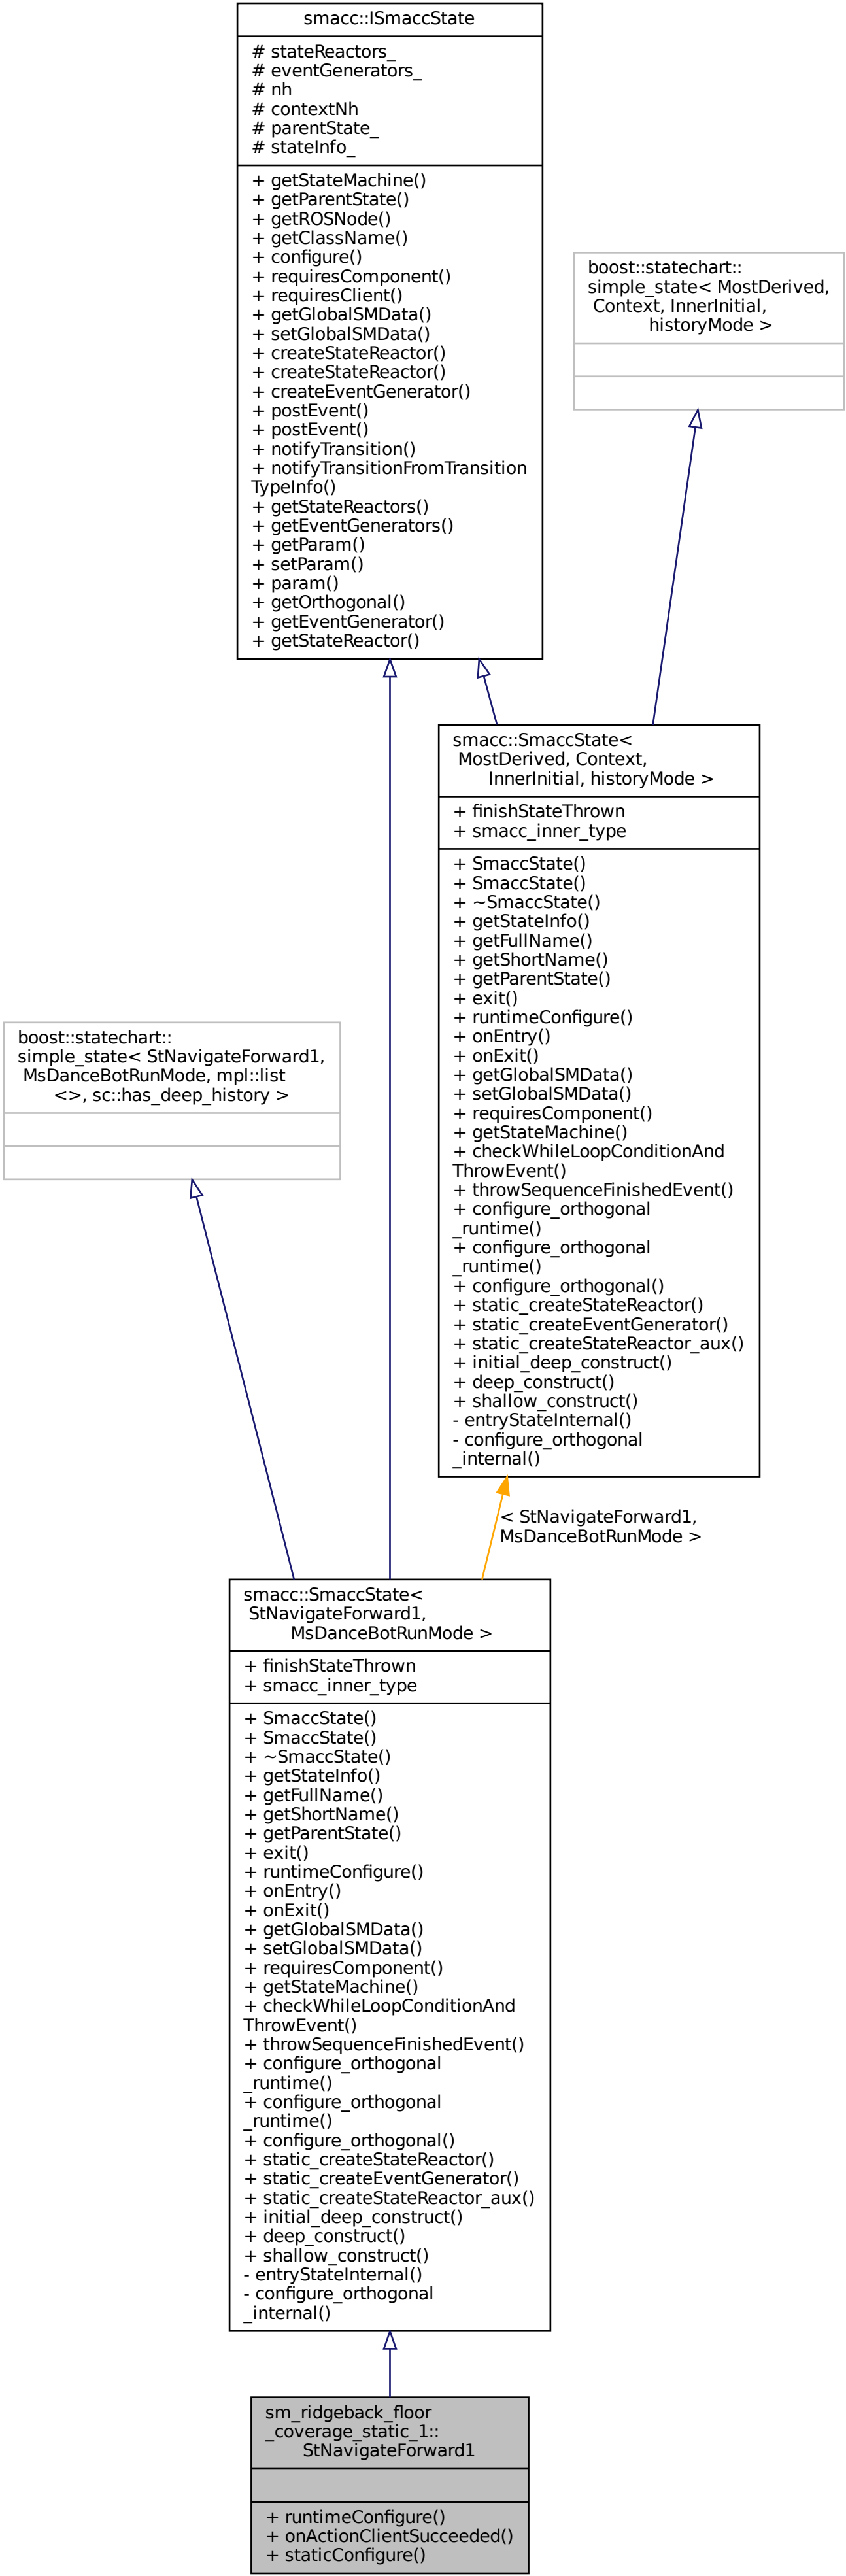 smacc::ISmaccState
# stateReactors_
# eventGenerators_
# nh
# contextNh
# parentState_
# stateInfo_
+ getStateMachine()
+ getParentState()
+ getROSNode()
+ getClassName()
+ configure()
+ requiresComponent()
+ requiresClient()
+ getGlobalSMData()
+ setGlobalSMData()
+ createStateReactor()
+ createStateReactor()
+ createEventGenerator()
+ postEvent()
+ postEvent()
+ notifyTransition()
+ notifyTransitionFromTransition
TypeInfo()
+ getStateReactors()
+ getEventGenerators()
+ getParam()
+ setParam()
+ param()
+ getOrthogonal()
+ getEventGenerator()
+ getStateReactor()
boost::statechart::
simple_state< MostDerived,
Context, InnerInitial,
historyMode >
smacc::SmaccState<
MostDerived, Context,
InnerInitial, historyMode >
+ finishStateThrown
+ smacc_inner_type
+ SmaccState()
+ SmaccState()
+ ~SmaccState()
+ getStateInfo()
+ getFullName()
+ getShortName()
+ getParentState()
+ exit()
+ runtimeConfigure()
+ onEntry()
+ onExit()
+ getGlobalSMData()
+ setGlobalSMData()
+ requiresComponent()
+ getStateMachine()
+ checkWhileLoopConditionAnd
ThrowEvent()
+ throwSequenceFinishedEvent()
+ configure_orthogonal
_runtime()
+ configure_orthogonal
_runtime()
+ configure_orthogonal()
+ static_createStateReactor()
+ static_createEventGenerator()
+ static_createStateReactor_aux()
+ initial_deep_construct()
+ deep_construct()
+ shallow_construct()
- entryStateInternal()
- configure_orthogonal
_internal()
boost::statechart::
simple_state< StNavigateForward1,
MsDanceBotRunMode, mpl::list
<>, sc::has_deep_history >
< StNavigateForward1,
MsDanceBotRunMode >
smacc::SmaccState<
StNavigateForward1,
MsDanceBotRunMode >
+ finishStateThrown
+ smacc_inner_type
+ SmaccState()
+ SmaccState()
+ ~SmaccState()
+ getStateInfo()
+ getFullName()
+ getShortName()
+ getParentState()
+ exit()
+ runtimeConfigure()
+ onEntry()
+ onExit()
+ getGlobalSMData()
+ setGlobalSMData()
+ requiresComponent()
+ getStateMachine()
+ checkWhileLoopConditionAnd
ThrowEvent()
+ throwSequenceFinishedEvent()
+ configure_orthogonal
_runtime()
+ configure_orthogonal
_runtime()
+ configure_orthogonal()
+ static_createStateReactor()
+ static_createEventGenerator()
+ static_createStateReactor_aux()
+ initial_deep_construct()
+ deep_construct()
+ shallow_construct()
- entryStateInternal()
- configure_orthogonal
_internal()
sm_ridgeback_floor
_coverage_static_1::
StNavigateForward1
+ runtimeConfigure()
+ onActionClientSucceeded()
+ staticConfigure()